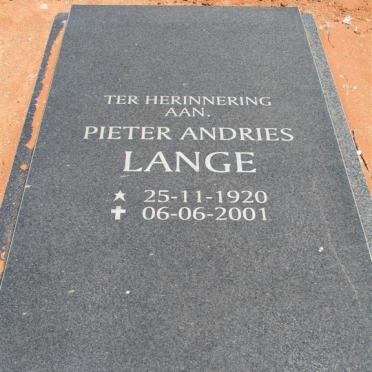 TER HERINNERING
AAN.
PIETER ANDRIES
LANGE
★ 25-11-1920
✝ 06-06-2001